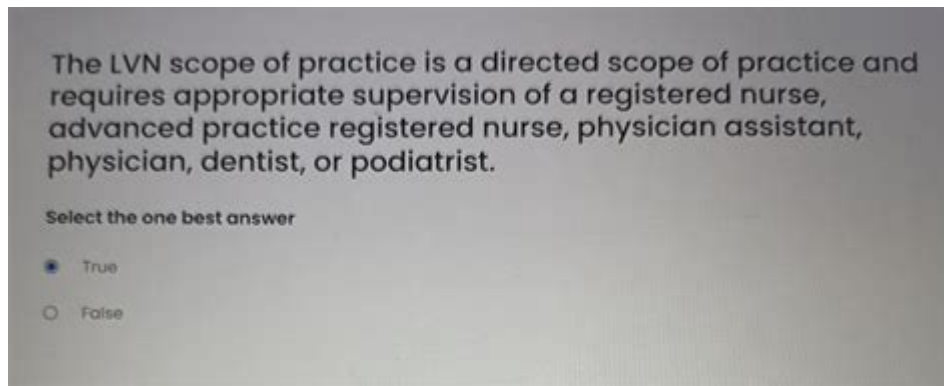 The LVN scope of practice is a directed scope of practice and
requires appropriate supervision of a registered nurse,
advanced practice registered nurse, physician assistant,
physician, dentist, or podiatrist.
Select the one best answer
True
False